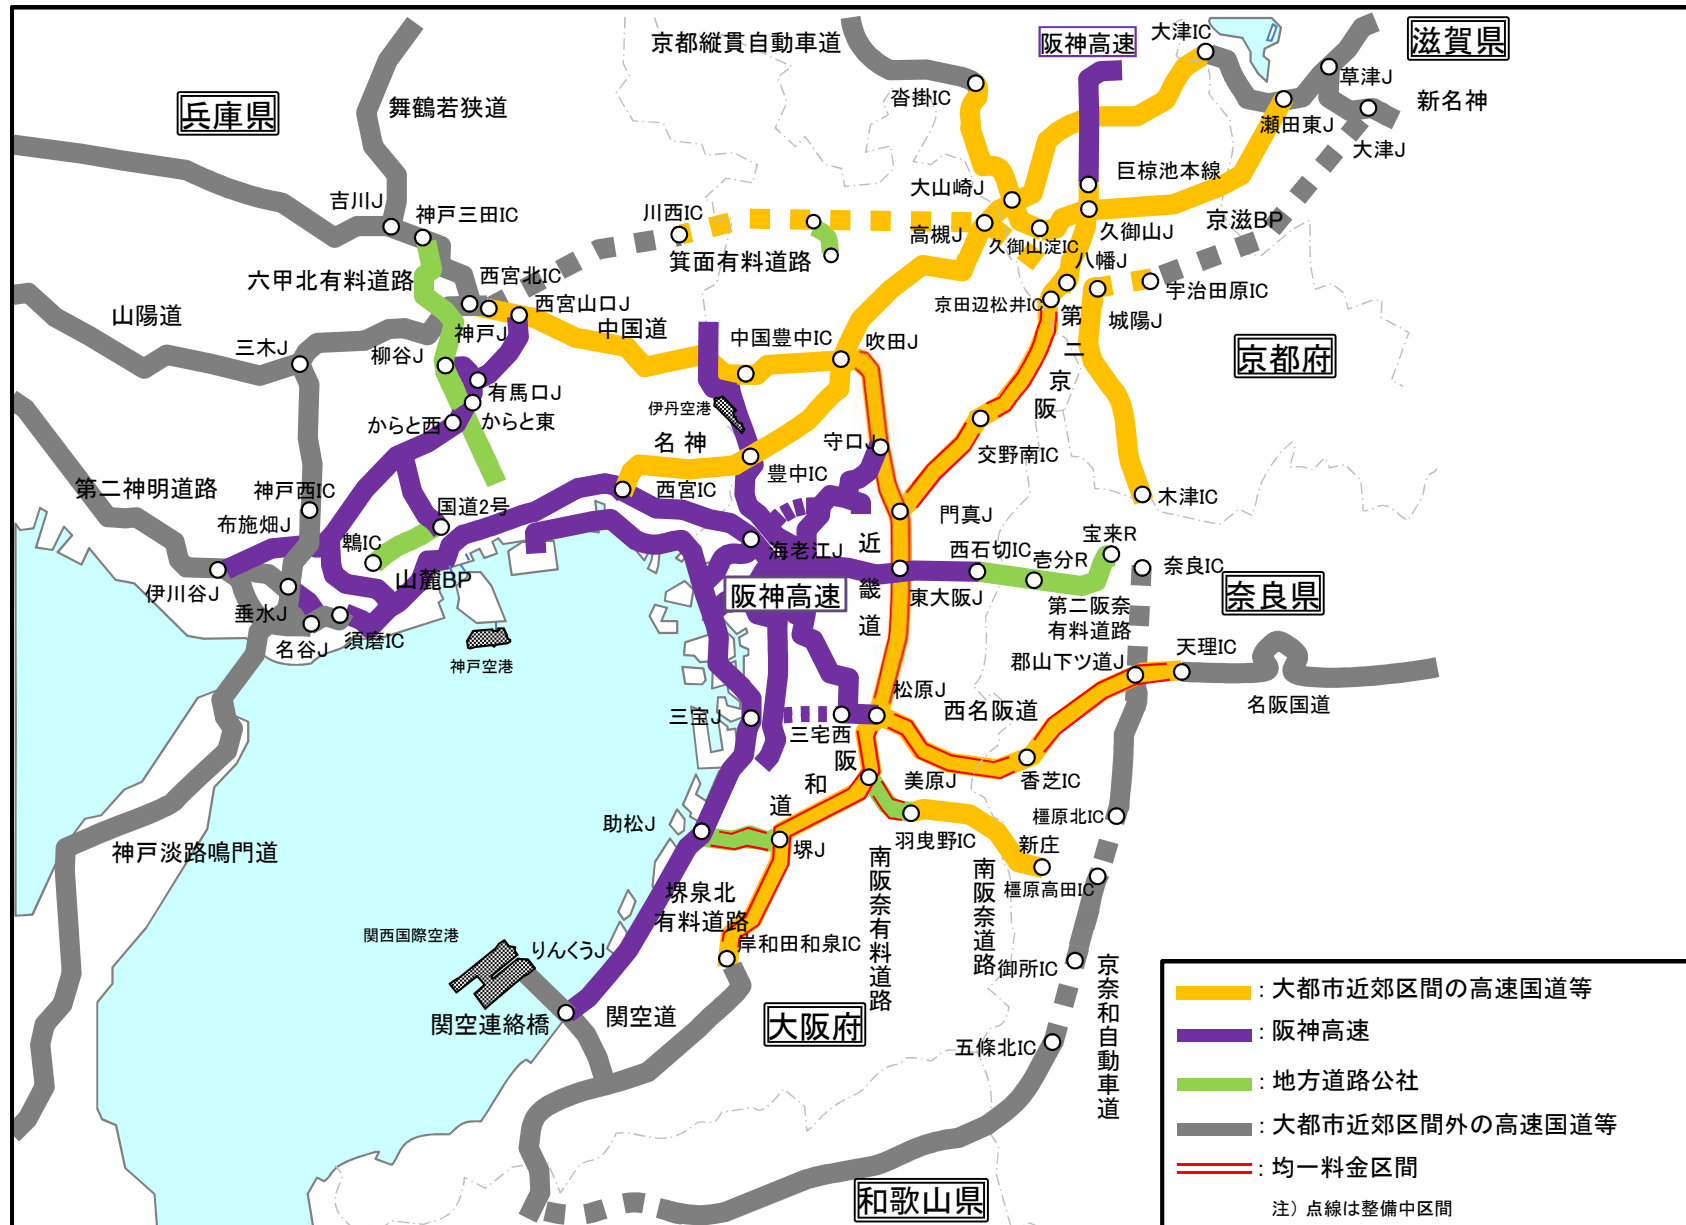 京都縦貫自動車道
阪神高速
大津IC
滋賀県
草津J
新名神
瀬田東J
大津J
兵庫県
舞鶴若狭道
沓掛IC
巨椋池本線
大山崎J
吉川J
神戸三田IC
川西IC
高槻J
久御山淀IC
久御山J
京滋BP
箕面有料道路
八幡J
六甲北有料道路
西宮北IC
宇治田原IC
京田辺松井IC
西宮山口J
城陽J
山陽道
神戸J
中国道
中国豊中IC
吹田J
第二京阪
京都府
三木J
柳谷J
有馬口J
からと西
からと東
伊丹空港
名神
守口J
交野南IC
豊中IC
西宮IC
木津IC
第二神明道路
神戸西IC
国道2号
布施畑J
門真J
鵯IC
海老江J
近畿道
西石切IC
宝来R
壱分R
奈良IC
伊川谷J
山麓BP
阪神高速
東大阪J
第二阪奈
有料道路
奈良県
垂水J
名谷J
須磨IC
神戸空港
郡山下ツ道J
天理IC
松原J
西名阪道
名阪国道
三宝J
三宅西
阪和道
美原J
香芝IC
橿原北IC
助松J
堺J
羽曳野IC
新庄
神戸淡路鳴門道
橿原高田IC
堺泉北
有料道路
南阪奈有料道路
南阪奈道路
関西国際空港
りんくうJ
岸和田和泉IC
御所IC
京奈和自動車道
関空連絡橋
関空道
大阪府
五條北IC
和歌山県
：大都市近郊区間の高速国道等
：阪神高速
：地方道路公社
：大都市近郊区間外の高速国道等
：均一料金区間
注）点線は整備中区間